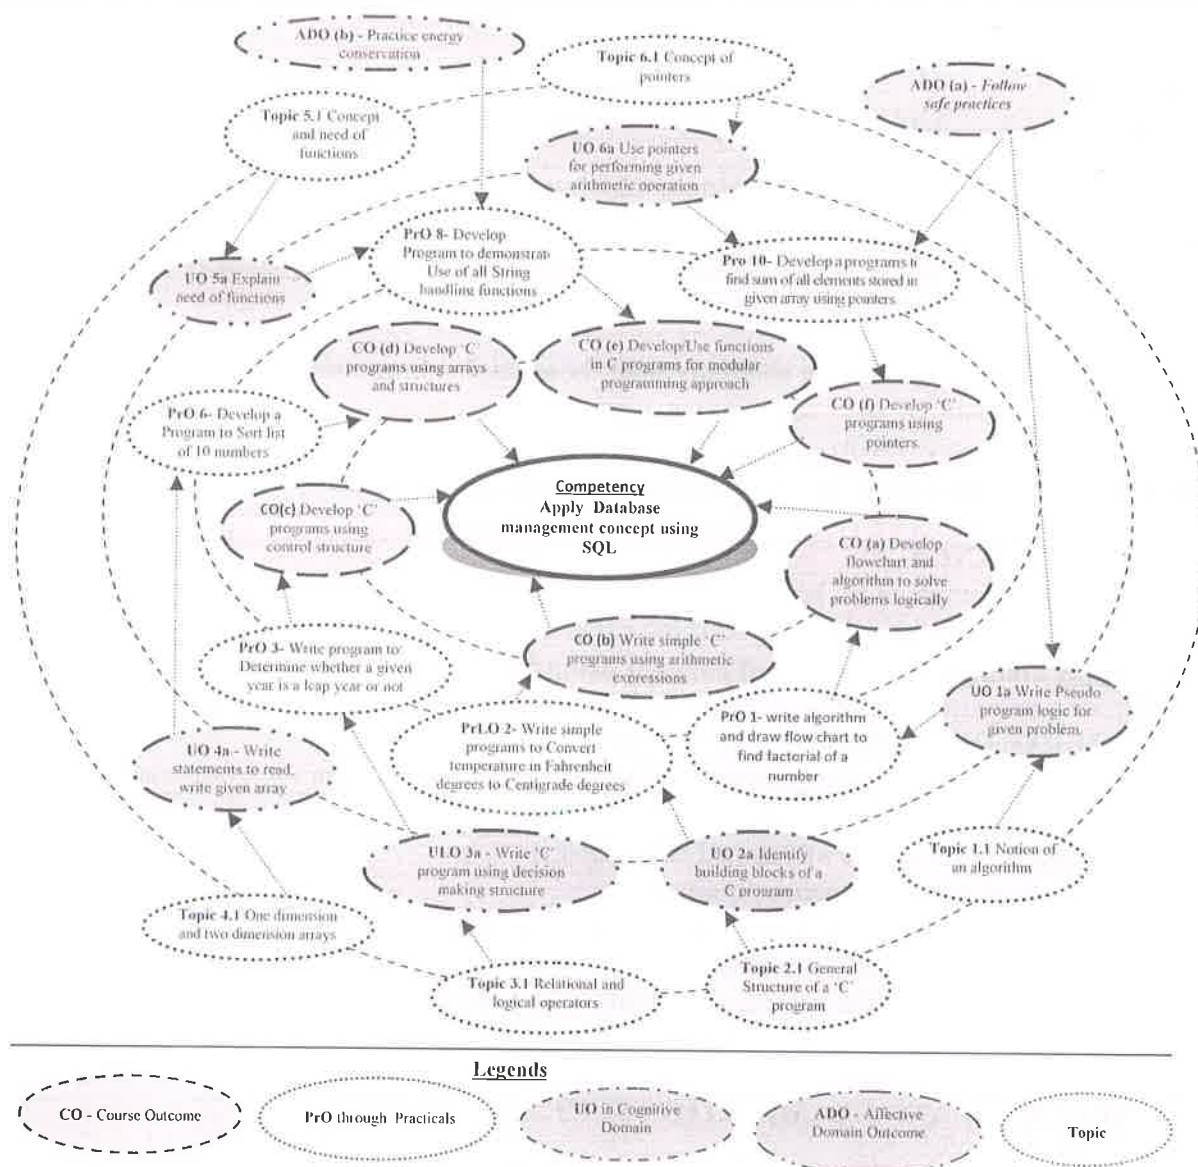 ADO (b) - Practice energy
conservation
Topic 6.1 Concept of
pointers
ADO (a) - Follow
safe practices
Topic 5.1 Concept
and need of
functions
UO 6a Use pointers
for performing given
arithmetic operation
PrO 8- Develop
Program to demonstrat
Use of all String
handling functions
Pro 10- Develop a programs t
find sum of all elements stored in
given array using pointers
UO 5a Explain
need of functions
CO (d) Develop ‘C’
programs using arrays
and structures
CO (e) Develop/Use functions
in C programs for modular
programming approach
PrO 6- Develop a
Program to Sort list
of 10 numbers
CO (f) Develop ‘C’
programs using
pointers.
Competency
Apply Database
management concept using
SQL
CO(c) Develop ‘C’
programs using
control structure
CO (a) Develop
flowchart and
algorithm to solve
problems logically
CO (b) Write simple ‘C’
programs using arithmetic
expressions
PrO 3- Write program to
Determine whether a given
year is a leap year or not
UO 1a Write Pseudo
program logic for
given problem.
PrLO 2- Write simple
programs to Convert
temperature in Fahrenheit
degrees to Centigrade degrees
PrO 1- write algorithm
and draw flow chart to
find factorial of a
number
UO 4a - Write
statements to read,
write given array
ULO 3a - Write ‘C’
program using decision
making structure
UO 2a Identify
building blocks of a
C program
Topic 1.1 Notion of
an algorithm
Topic 4.1 One dimension
and two dimension arrays
Topic 3.1 Relational and
logical operators
Topic 2.1 General
Structure of a ‘C’
program
Legends
CO - Course Outcome
PrO through Practicals
UO in Cognitive
Domain
ADO - Affective
Domain Outcome
Topic